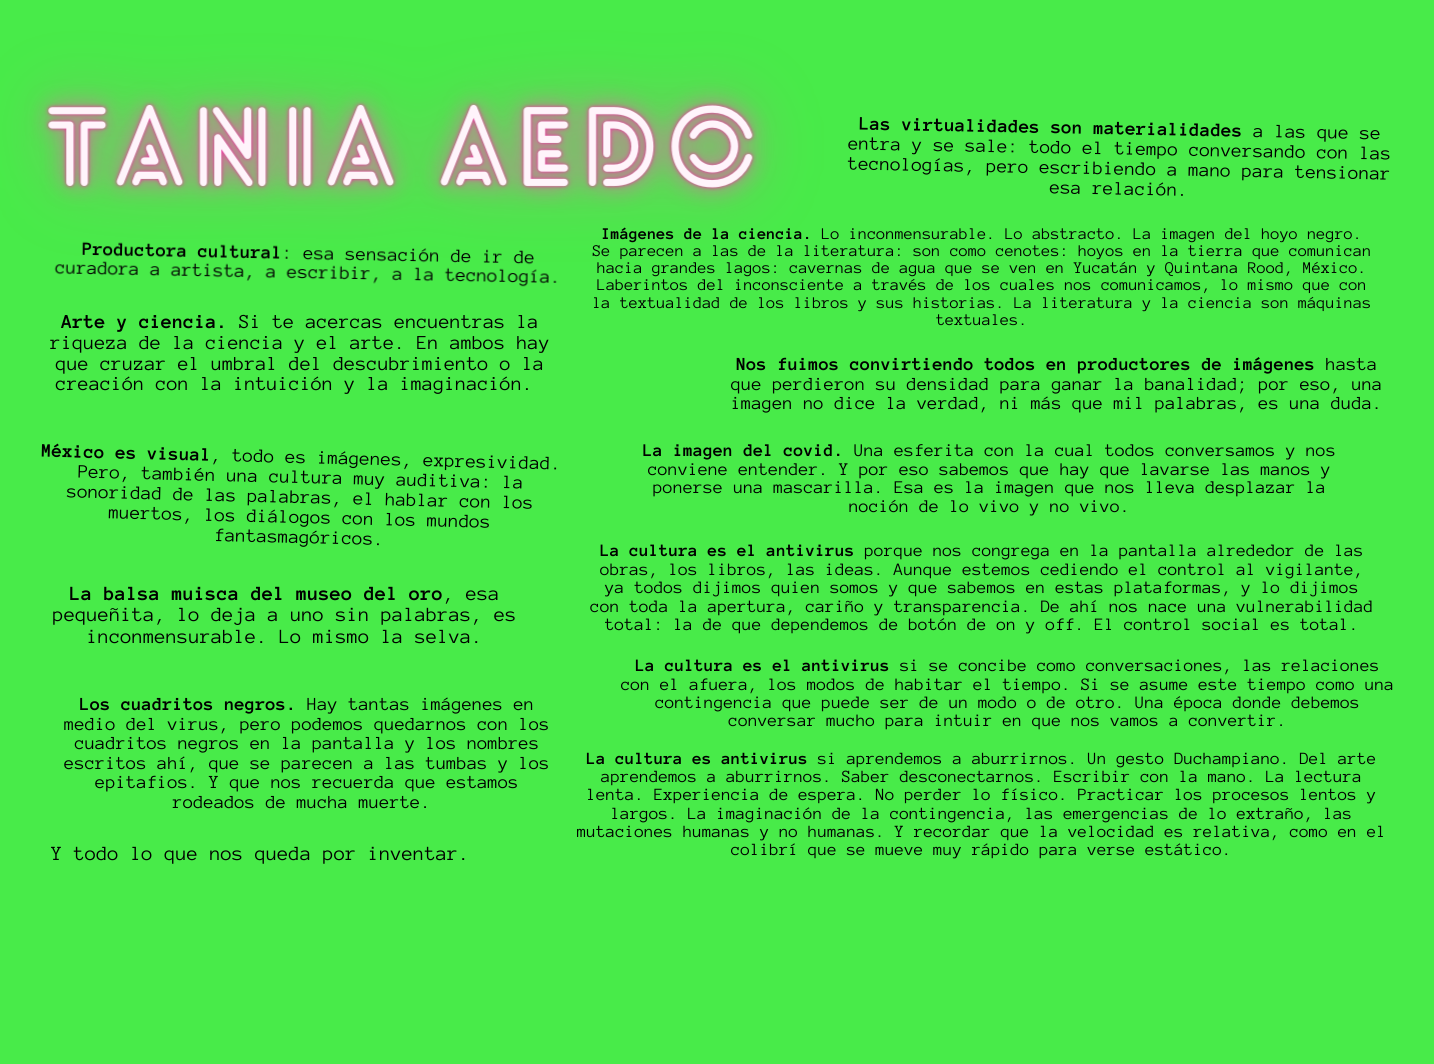 TANIA AEDO
Productora cultural: esa sensación de ir de
curadora a artista, a escribir, a la tecnología.
Arte y ciencia. Si te acercas encuentras la
riqueza de la ciencia y el arte. En ambos hay
que cruzar el umbral del descubrimiento o la
creación con la intuición y la imaginación.
México es visual, todo es imágenes, expresividad.
Pero, también una cultura muy auditiva: la
sonoridad de las palabras, el hablar con los
muertos, los diálogos con los mundos
fantasmagóricos.
La balsa muisca del museo del oro, esa
pequeñita, lo deja a uno sin palabras, es
inconmensurable. Lo mismo la selva.
Los cuadritos negros. Hay tantas imágenes en
medio del virus, pero podemos quedarnos con los
cuadritos negros en la pantalla y los nombres
escritos ahí, que se parecen a las tumbas y los
epitafios. Y que nos recuerda que estamos
rodeados de mucha muerte.
Y todo lo que nos queda por inventar.
Las virtualidades son materialidades a las que se
entra y se sale: todo el tiempo conversando con las
tecnologías, pero escribiendo a mano para tensionar
esa relación.
Imágenes de la ciencia. Lo inconmensurable. Lo abstracto. La imagen del hoyo negro.
Se parecen a las de la literatura: son como cenotes: hoyos en la tierra que comunican
hacia grandes lagos: cavernas de agua que se ven en Yucatán y Quintana Rood, México.
Laberintos del inconsciente a través de los cuales nos comunicamos, lo mismo que con
la textualidad de los libros y sus historias. La literatura y la ciencia son máquinas
textuales.
Nos fuimos convirtiendo todos en productores de imágenes hasta
que perdieron su densidad para ganar la banalidad; por eso, una
imagen no dice la verdad, ni más que mil palabras, es una duda.
La imagen del covid. Una esferita con la cual todos conversamos y nos
conviene entender. Y por eso sabemos que hay que lavarse las manos y
ponerse una mascarilla. Esa es la imagen que nos lleva desplazar la
noción de lo vivo y no vivo.
La cultura es el antivirus porque nos congrega en la pantalla alrededor de las
obras, los libros, las ideas. Aunque estemos cediendo el control al vigilante,
ya todos dijimos quien somos y que sabemos en estas plataformas, y lo dijimos
con toda la apertura, cariño y transparencia. De ahí nos nace una vulnerabilidad
total: la de que dependemos de botón de on y off. El control social es total.
La cultura es el antivirus si se concibe como conversaciones, las relaciones
con el afuera, los modos de habitar el tiempo. Si se asume este tiempo como una
contingencia que puede ser de un modo o de otro. Una época donde debemos
conversar mucho para intuir en que nos vamos a convertir.
La cultura es antivirus si aprendemos a aburrirnos. Un gesto Duchampiano. Del arte
aprendemos a aburrirnos. Saber desconectarnos. Escribir con la mano. La lectura
lenta. Experiencia de espera. No perder lo físico. Practicar los procesos lentos y
largos. La imaginación de la contingencia, las emergencias de lo extraño, las
mutaciones humanas y no humanas. Y recordar que la velocidad es relativa, como en el
colibrí que se mueve muy rápido para verse estático.